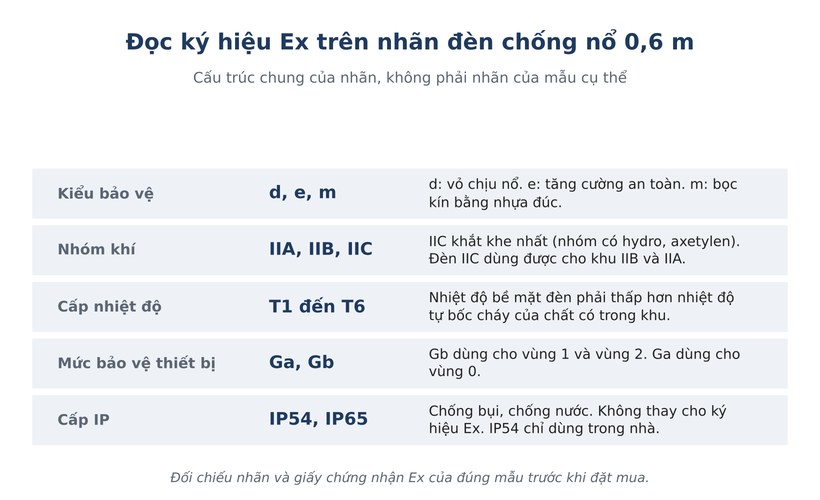 Đọc ký hiệu Ex trên nhãn đèn chống nổ 0,6 m
Cấu trúc chung của nhãn, không phải nhãn của mẫu cụ thể
Kiểu bảo vệ
d, e, m
d: vỏ chịu nổ. e: tăng cường an toàn. m: bọc
kín bằng nhựa đúc.
Nhóm khí
IIA, IIB, IIC
IIC khắt khe nhất (nhóm có hydro, axetylen).
Đèn IIC dùng được cho khu IIB và IIA.
Cấp nhiệt độ
T1 đến T6
Nhiệt độ bề mặt đèn phải thấp hơn nhiệt độ
tự bốc cháy của chất có trong khu.
Mức bảo vệ thiết bị
Ga, Gb
Gb dùng cho vùng 1 và vùng 2. Ga dùng cho
vùng 0.
Cấp IP
IP54, IP65
Chống bụi, chống nước. Không thay cho ký
hiệu Ex. IP54 chỉ dùng trong nhà.
Đối chiếu nhãn và giấy chứng nhận Ex của đúng mẫu trước khi đặt mua.